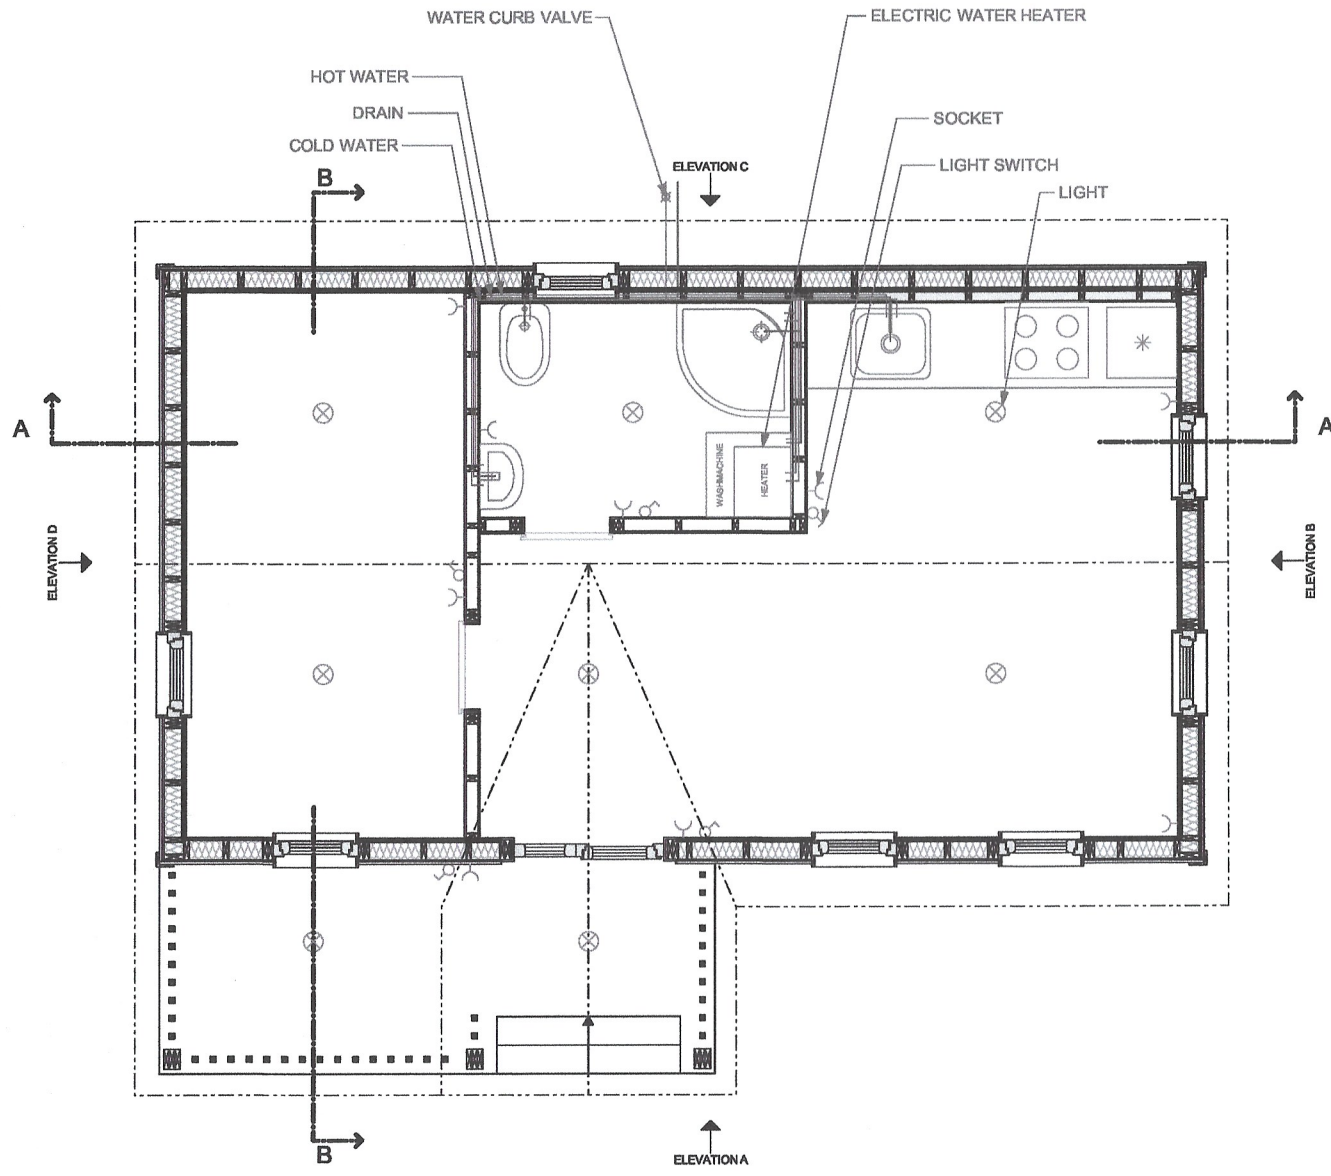 WATER CURB VALVE
ELECTRIC WATER HEATER
HOT WATER
DRAIN
COLD WATER
SOCKET
LIGHT SWITCH
LIGHT
ELEVATION C
B
A
A
WASHMACHINE
HEATER
ELEVATION D
ELEVATION B
B
ELEVATION A